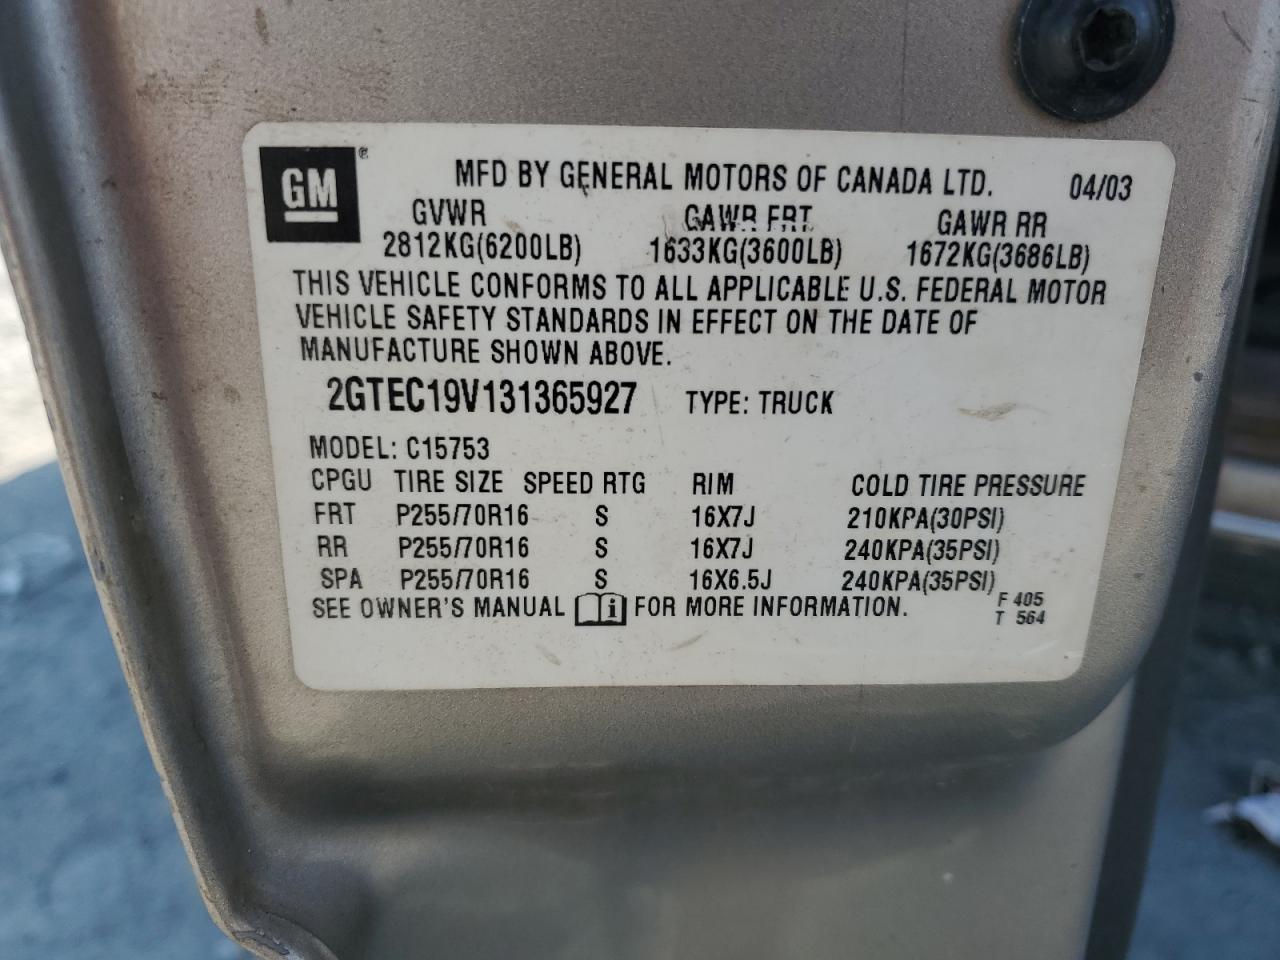 GM ® MFD BY GENERAL MOTORS OF CANADA LTD. 04/03
GVWR GAWR FRT GAWR RR
2812KG(6200LB) 1633KG(3600LB) 1672KG(3686LB)
THIS VEHICLE CONFORMS TO ALL APPLICABLE U.S. FEDERAL MOTOR
VEHICLE SAFETY STANDARDS IN EFFECT ON THE DATE OF
MANUFACTURE SHOWN ABOVE.
2GTEC19V131365927 TYPE: TRUCK
MODEL: C15753
CPGU TIRE SIZE SPEED RTG RIM COLD TIRE PRESSURE
FRT P255/70R16 S 16X7J 210KPA(30PSI)
RR P255/70R16 S 16X7J 240KPA(35PSI)
SPA P255/70R16 S 16X6.5J 240KPA(35PSI)
SEE OWNER'S MANUAL i FOR MORE INFORMATION. F 405
T 564